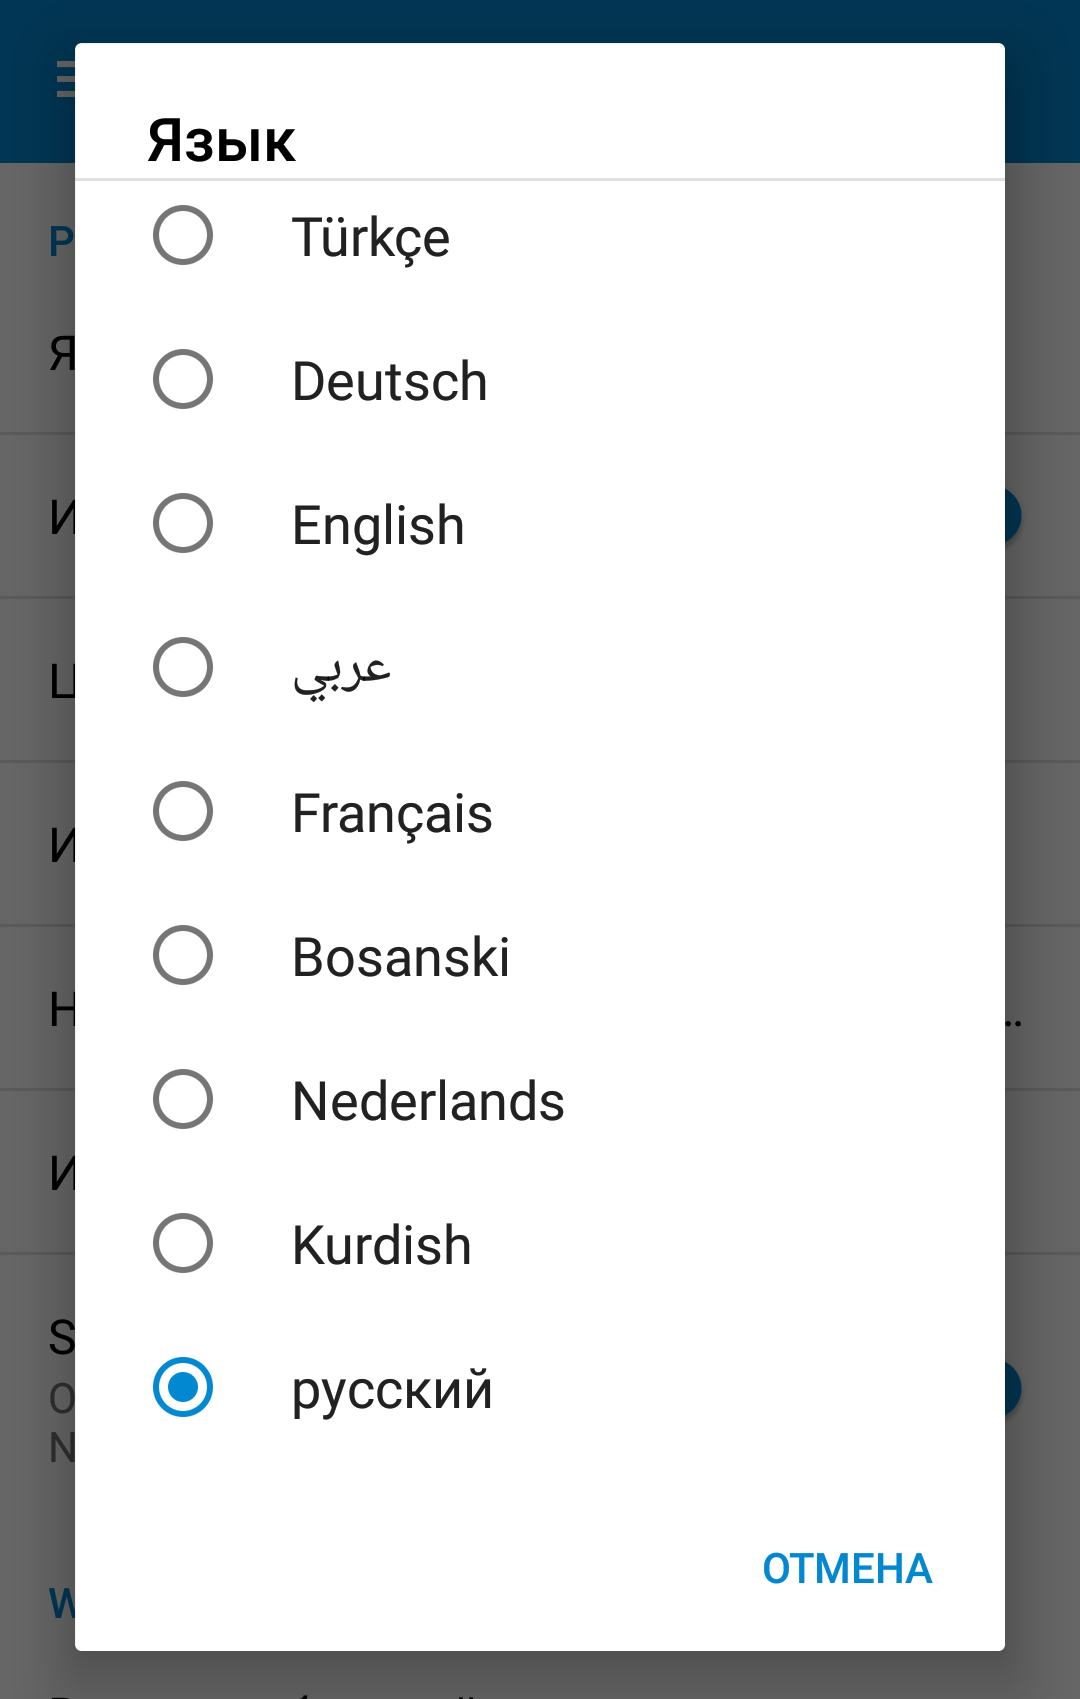 Язык
Türkçe
Deutsch
English
عربي
Français
Bosanski
Nederlands
Kurdish
русский
ОТМЕНА